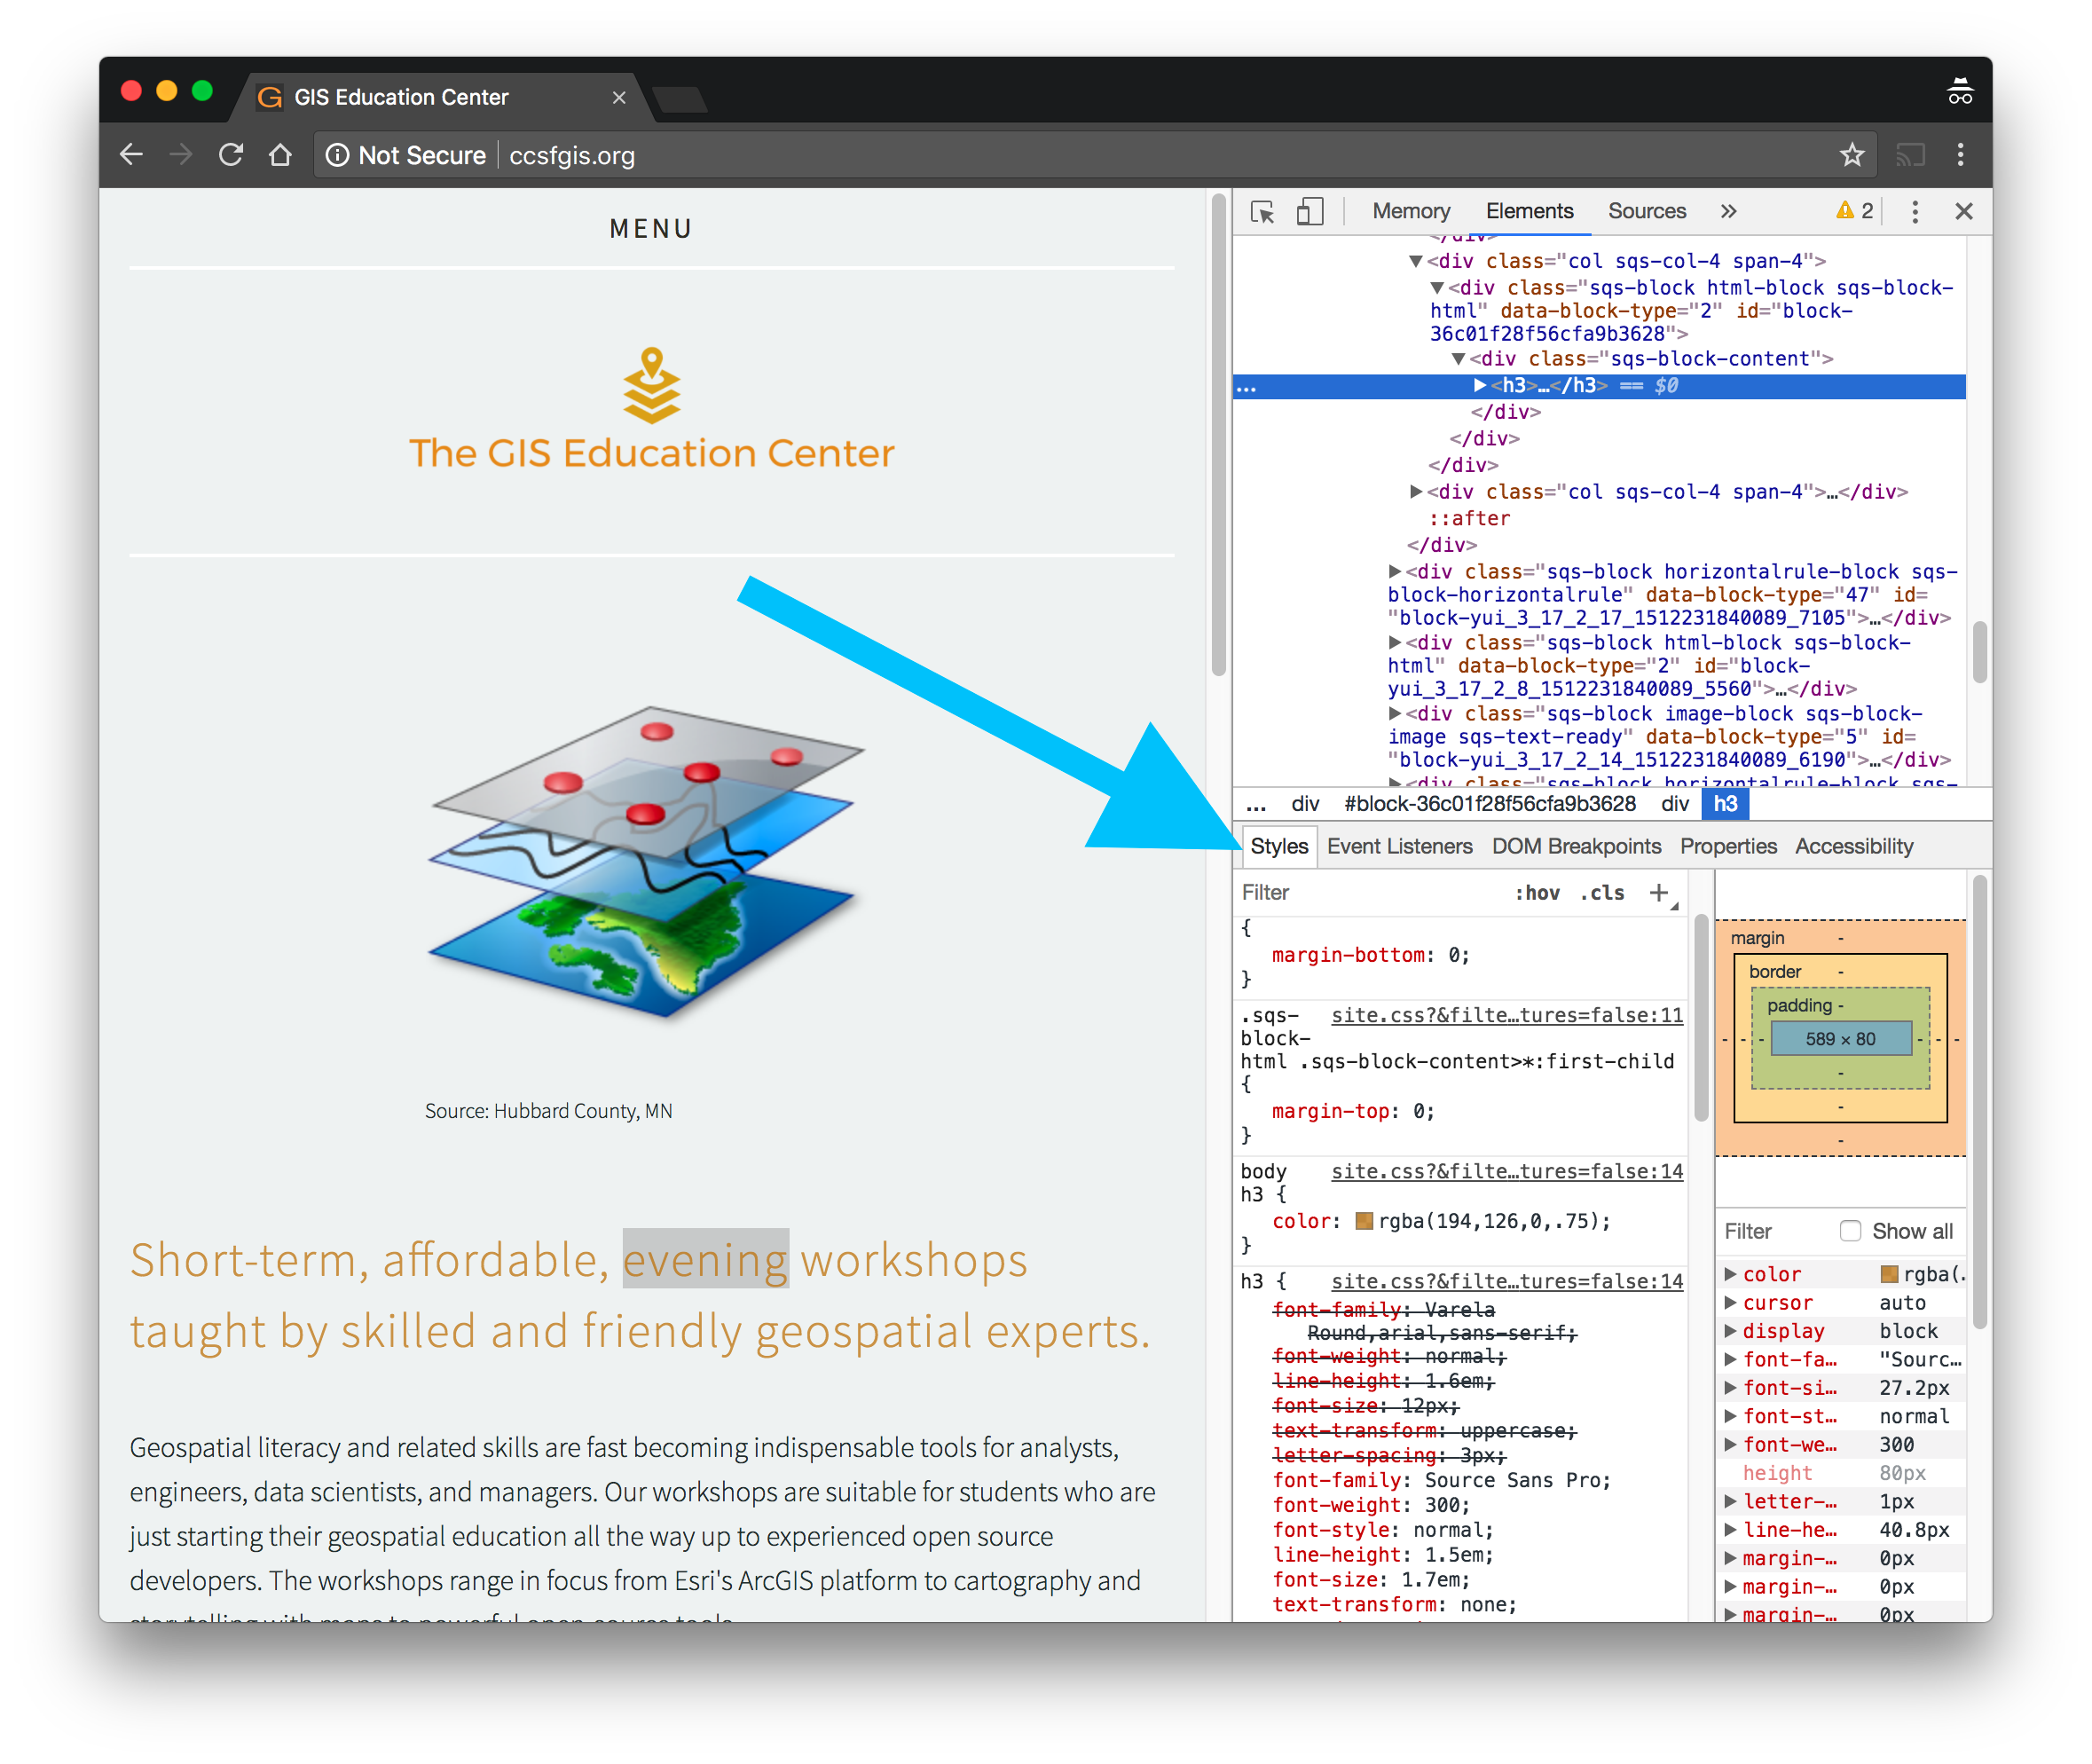 GIS Education Center
Not Secure ccsfgis.org
MENU
The GIS Education Center
Source: Hubbard County, MN
Short-term, affordable, evening workshops
taught by skilled and friendly geospatial experts.
Geospatial literacy and related skills are fast becoming indispensable tools for analysts,
engineers, data scientists, and managers. Our workshops are suitable for students who are
just starting their geospatial education all the way up to experienced open source
developers. The workshops range in focus from Esri's ArcGIS platform to cartography and
Memory Elements Sources » 2
</div>
<div class="col sqs-col-4 span-4">
<div class="sqs-block html-block sqs-block-
html" data-block-type="2" id="block-
36c01f28f56cfa9b3628">
<div class="sqs-block-content">
... <h3>…</h3> == $0
</div>
</div>
</div>
<div class="col sqs-col-4 span-4">…</div>
::after
</div>
<div class="sqs-block horizontalrule-block sqs-
block-horizontalrule" data-block-type="47" id=
"block-yui_3_17_2_17_1512231840089_7105">…</div>
<div class="sqs-block html-block sqs-block-
html" data-block-type="2" id="block-
yui_3_17_2_8_1512231840089_5560">…</div>
<div class="sqs-block image-block sqs-block-
image sqs-text-ready" data-block-type="5" id=
"block-yui_3_17_2_14_1512231840089_6190">…</div>
<div class="sqs-block horizontalrule-block sqs-
... div #block-36c01f28f56cfa9b3628 div h3
Styles Event Listeners DOM Breakpoints Properties Accessibility
Filter :hov .cls +
{
margin-bottom: 0;
}
.sqs- site.css?&filte…tures=false:11
block-
html .sqs-block-content>*:first-child
{
margin-top: 0;
}
body site.css?&filte…tures=false:14
h3 {
color: rgba(194,126,0,.75);
}
h3 { site.css?&filte…tures=false:14
font-family: Varela
Round,arial,sans-serif;
font-weight: normal;
line-height: 1.6em;
font-size: 12px;
text-transform: uppercase;
letter-spacing: 3px;
font-family: Source Sans Pro;
font-weight: 300;
font-style: normal;
line-height: 1.5em;
font-size: 1.7em;
text-transform: none;
margin -
border -
padding -
589 × 80
Filter Show all
color rgba(.
cursor auto
display block
font-fa… "Sourc…
font-si… 27.2px
font-st… normal
font-we… 300
height 80px
letter-… 1px
line-he… 40.8px
margin-… 0px
margin-… 0px
margin-… 0px